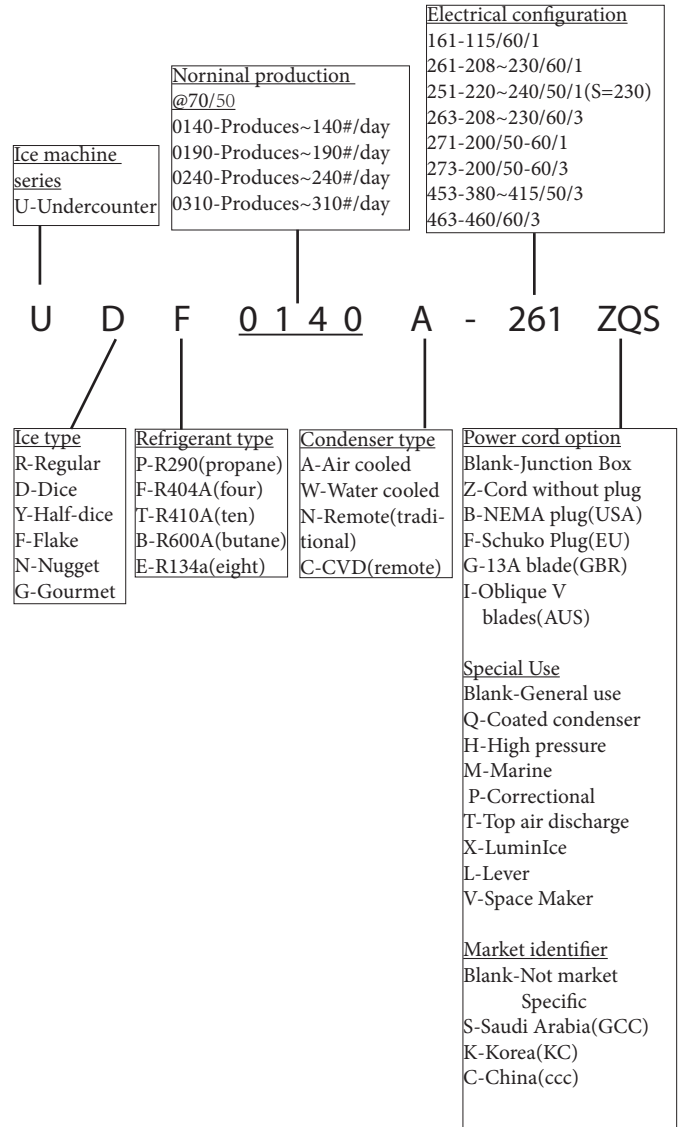 Electrical configuration
161-115/60/1
261-208~230/60/1
251-220~240/50/1(S=230)
263-208~230/60/3
271-200/50-60/1
273-200/50-60/3
453-380~415/50/3
463-460/60/3
Norninal production
@70/50
0140-Produces~140#/day
0190-Produces~190#/day
0240-Produces~240#/day
0310-Produces~310#/day
Ice machine
series
U-Undercounter
U D F 0 1 4 0 A - 261 ZQS
Ice type
R-Regular
D-Dice
Y-Half-dice
F-Flake
N-Nugget
G-Gourmet
Refrigerant type
P-R290(propane)
F-R404A(four)
T-R410A(ten)
B-R600A(butane)
E-R134a(eight)
Condenser type
A-Air cooled
W-Water cooled
N-Remote(tradi-
tional)
C-CVD(remote)
Power cord option
Blank-Junction Box
Z-Cord without plug
B-NEMA plug(USA)
F-Schuko Plug(EU)
G-13A blade(GBR)
I-Oblique V
blades(AUS)
Special Use
Blank-General use
Q-Coated condenser
H-High pressure
M-Marine
P-Correctional
T-Top air discharge
X-LuminIce
L-Lever
V-Space Maker
Market identifier
Blank-Not market
Specific
S-Saudi Arabia(GCC)
K-Korea(KC)
C-China(ccc)